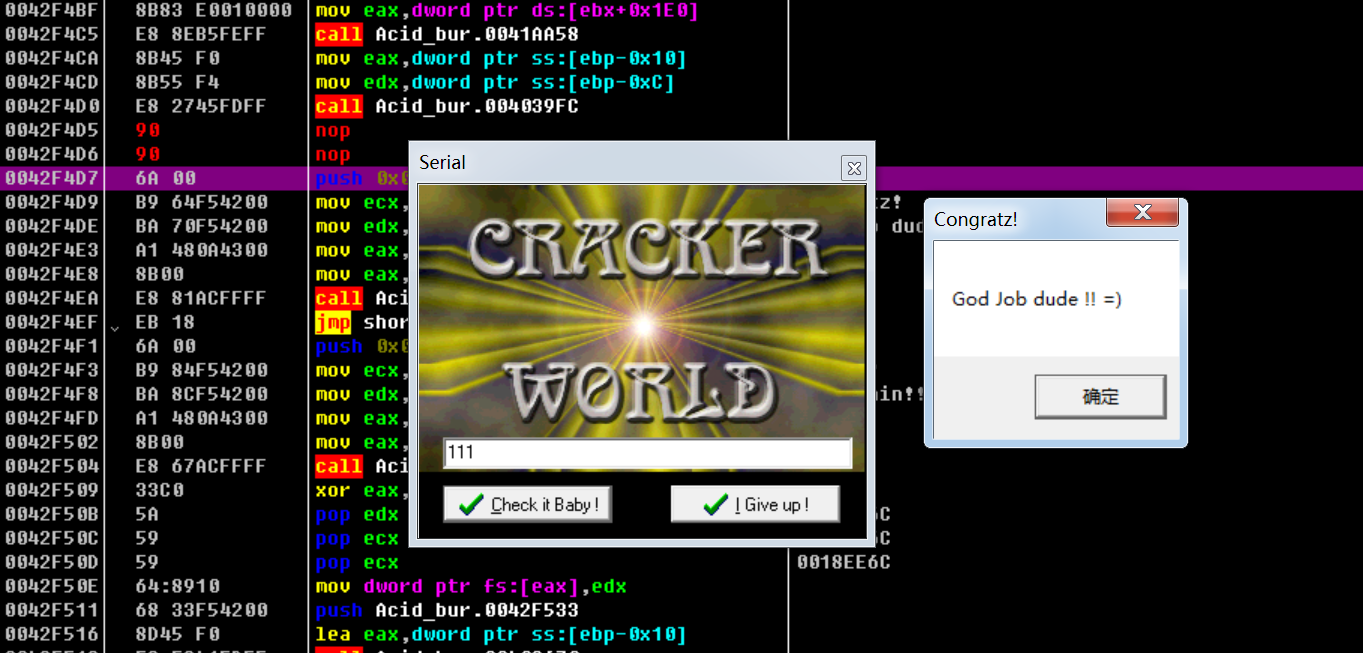 0042F4BF 8B83 E0010000 mov eax,dword ptr ds:[ebx+0x1E0]
0042F4C5 E8 8EB5FEFF call Acid_bur.0041AA58
0042F4CA 8B45 F0 mov eax,dword ptr ss:[ebp-0x10]
0042F4CD 8B55 F4 mov edx,dword ptr ss:[ebp-0xC]
0042F4D0 E8 2745FDFF call Acid_bur.004039FC
0042F4D5 90 nop
0042F4D6 90 nop
0042F4D7 6A 00 push
0042F4D9 B9 64F54200 mov ecx,
0042F4DE BA 70F54200 mov edx,
0042F4E3 A1 480A4300 mov eax,
0042F4E8 8B00 mov eax,
0042F4EA E8 81ACFFFF call
0042F4EF EB 18 jmp
0042F4F1 6A 00 push
0042F4F3 B9 84F54200 mov ecx,
0042F4F8 BA 8CF54200 mov edx,
0042F4FD A1 480A4300 mov eax,
0042F502 8B00 mov eax,
0042F504 E8 67ACFFFF call
0042F509 33C0 xor eax,
0042F50B 5A pop edx
0042F50C 59 pop ecx
0042F50D 59 pop ecx 0018EE6C
0042F50E 64:8910 mov dword ptr fs:[eax],edx
0042F511 68 33F54200 push Acid_bur.0042F533
0042F516 8D45 F0 lea eax,dword ptr ss:[ebp-0x10]
Serial
CRACKER
WORLD
111
Check it Baby !
I Give up !
Congratz!
God Job dude !! =)
确定